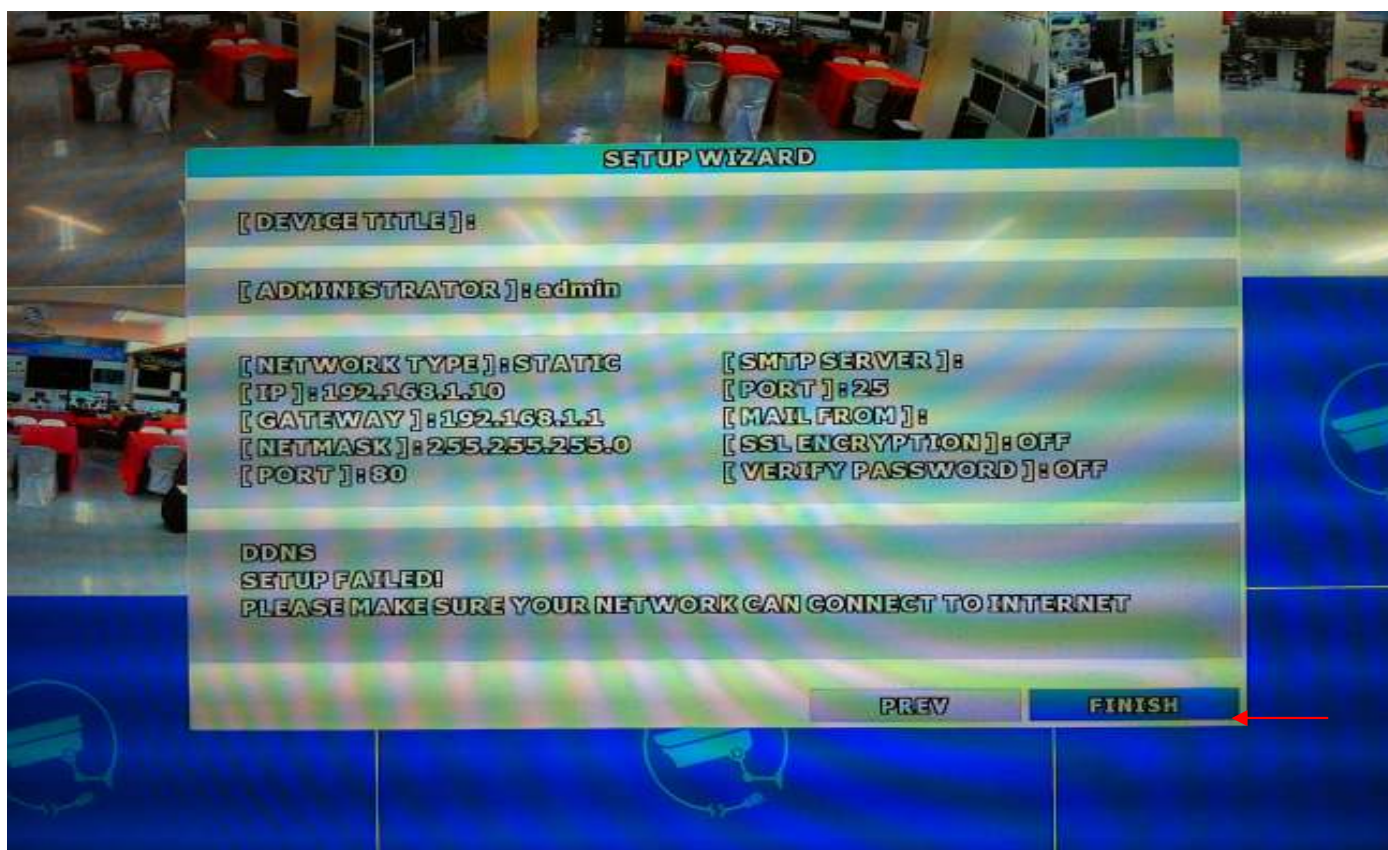 SETUP WIZARD
[ DEVICE TITLE ]:
[ ADMINISTRATOR ]: admin
[ NETWORK TYPE ]: STATIC
[ IP ]: 192.168.1.10
[ GATEWAY ]: 192.168.1.1
[ NETMASK ]: 255.255.255.0
[ PORT ]: 80
[ SMTP SERVER ]:
[ PORT ]: 25
[ MAIL FROM ]:
[ SSL ENCRYPTION ]: OFF
[ VERIFY PASSWORD ]: OFF
DDNS
SETUP FAILED!
PLEASE MAKE SURE YOUR NETWORK CAN CONNECT TO INTERNET
PREV
FINISH